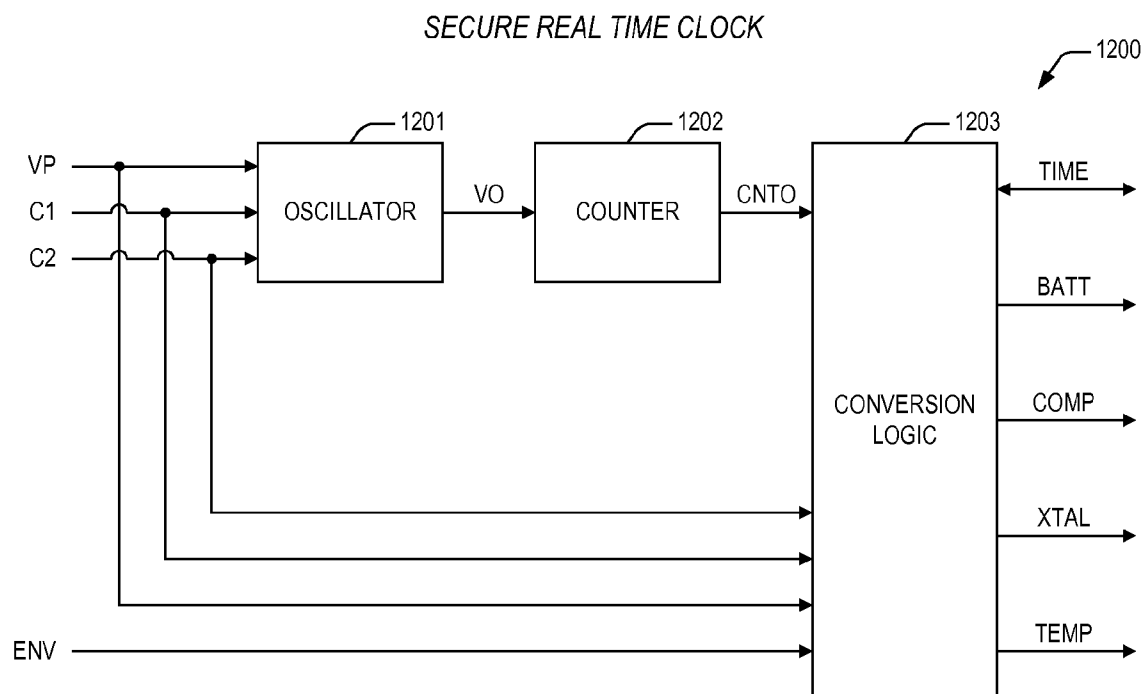 SECURE REAL TIME CLOCK
1200
1201
1202
1203
VP
C1
C2
OSCILLATOR
VO
COUNTER
CNTO
TIME
BATT
CONVERSION
LOGIC
COMP
XTAL
ENV
TEMP